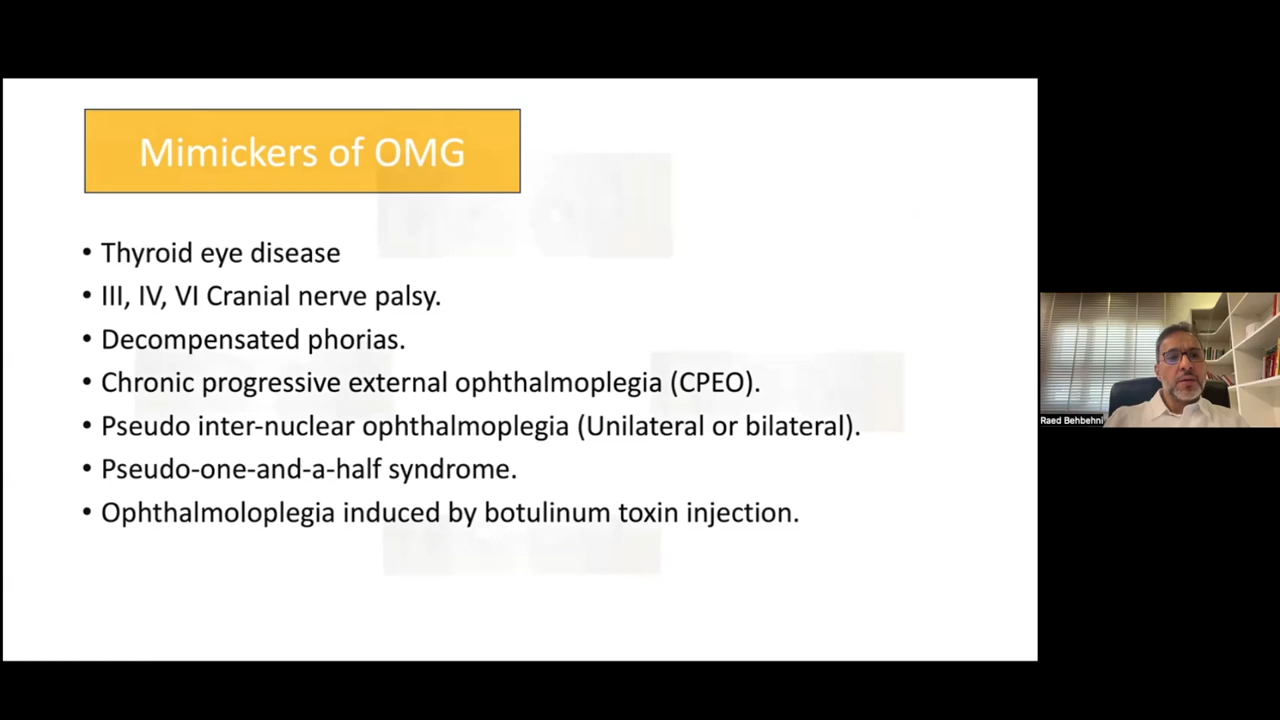 Mimickers of OMG
• Thyroid eye disease
• III, IV, VI Cranial nerve palsy.
• Decompensated phorias.
• Chronic progressive external ophthalmoplegia (CPEO).
• Pseudo inter-nuclear ophthalmoplegia (Unilateral or bilateral).
• Pseudo-one-and-a-half syndrome.
• Ophthalmoloplegia induced by botulinum toxin injection.
Raed Behbehni